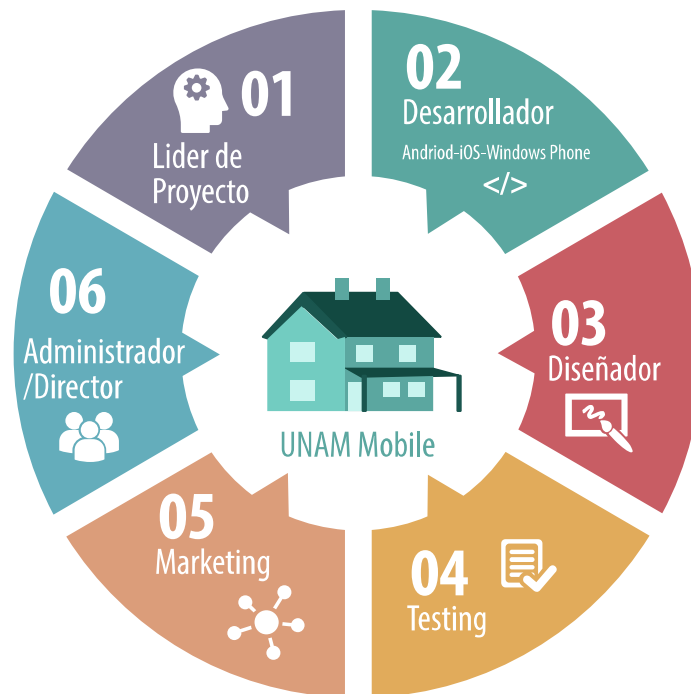 01
Lider de
Proyecto
02
Desarrollador
Andriod-iOS-Windows Phone
</>
03
Diseñador
04
Testing
05
Marketing
06
Administrador
/Director
UNAM Mobile